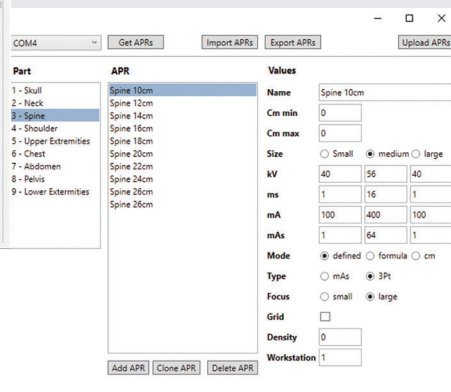 COM4 Get APRs Import APRs Export APRs Upload APRs
Part
1 - Skull
2 - Neck
3 - Spine
4 - Shoulder
5 - Upper Extremities
6 - Chest
7 - Abdomen
8 - Pelvis
9 - Lower Extermities
APR
Spine 10cm
Spine 12cm
Spine 14cm
Spine 16cm
Spine 18cm
Spine 20cm
Spine 22cm
Spine 24cm
Spine 26cm
Spine 26cm
Add APR Clone APR Delete APR
Values
Name Spine 10cm
Cm min 0
Cm max 0
Size Small medium large
kV 40 56 40
ms 1 16 1
mA 100 400 100
mAs 1 64 1
Mode defined formula cm
Type mAs 3Pt
Focus small large
Grid
Density 0
Workstation 1